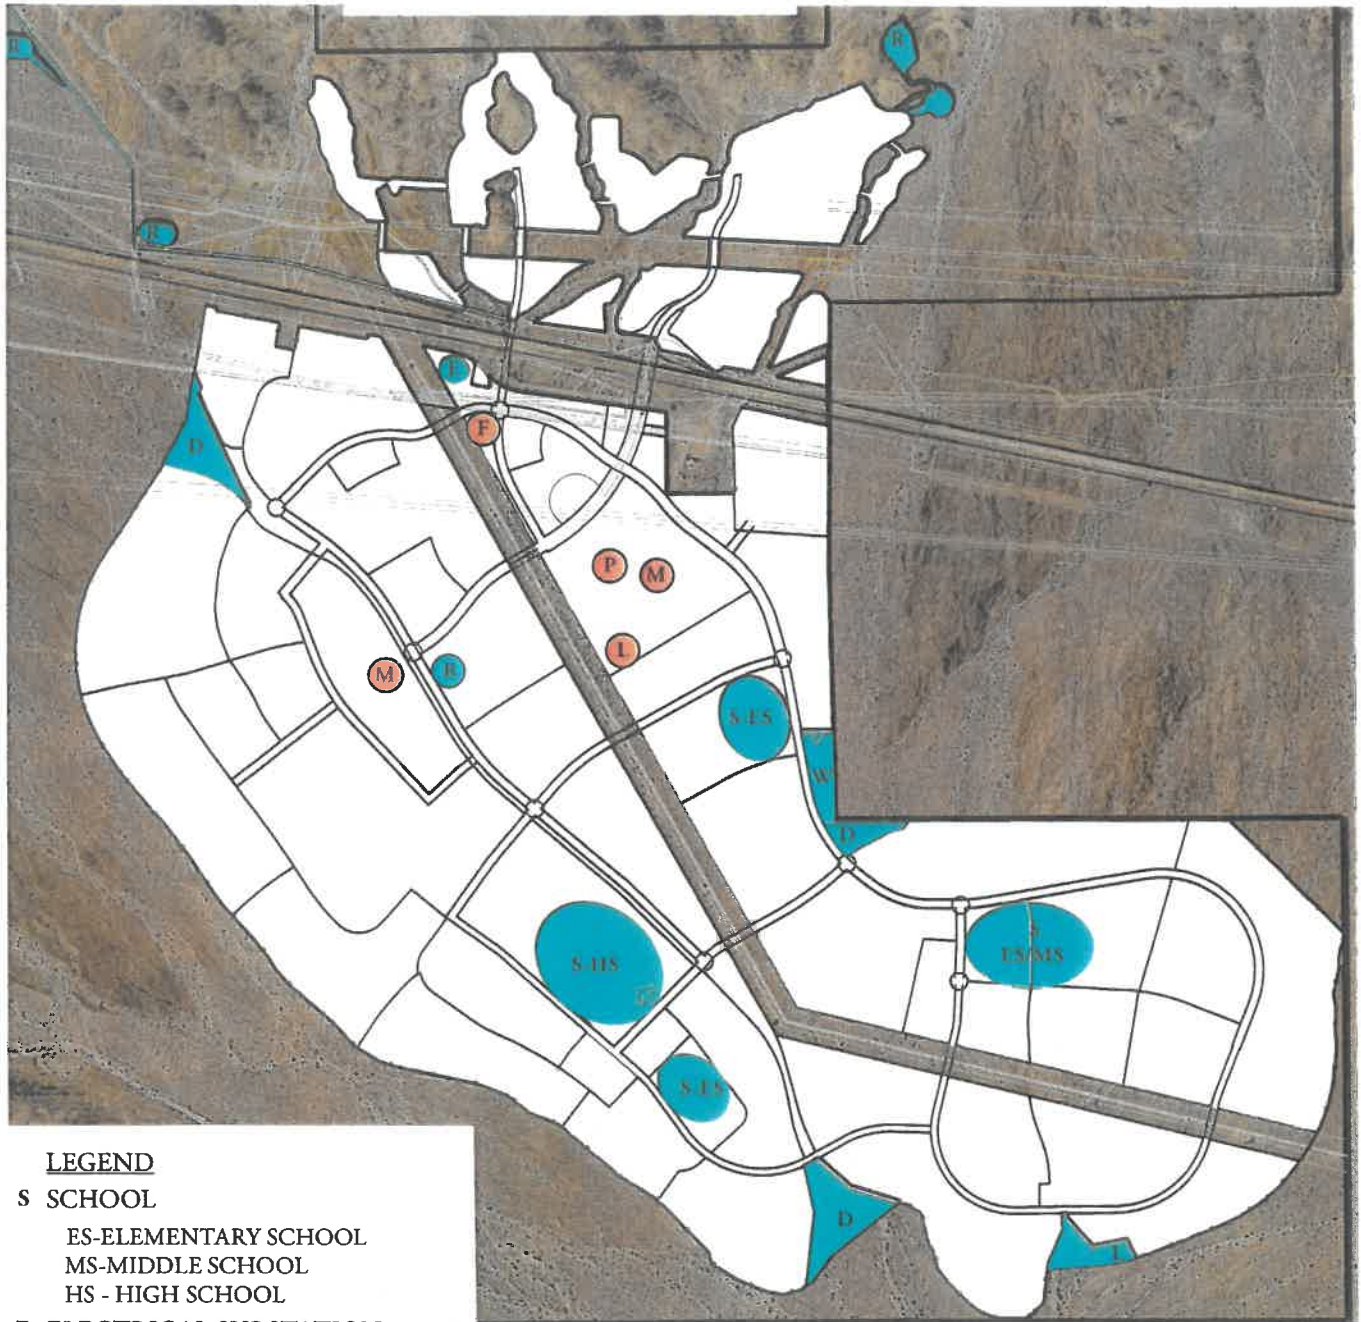 R
R
R
E
F
D
P
M
L
M
R
S-ES
W
D
S
ES/MS
S-HS
S-ES
D
LEGEND
S SCHOOL
ES-ELEMENTARY SCHOOL
MS-MIDDLE SCHOOL
HS - HIGH SCHOOL